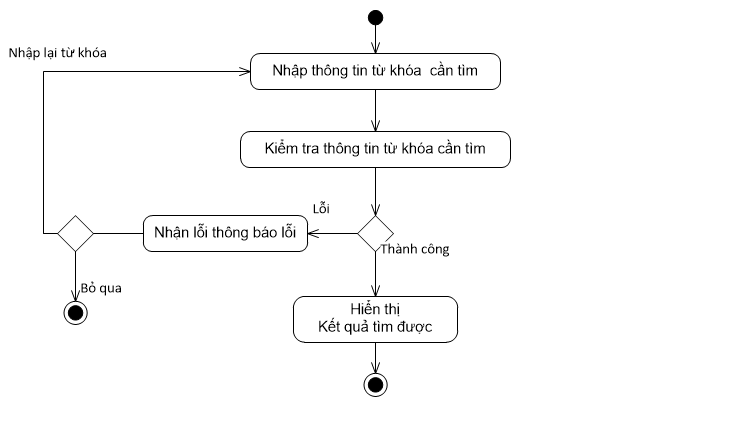 Nhập lại từ khóa
Nhập thông tin từ khóa cần tìm
Kiểm tra thông tin từ khóa cần tìm
Lỗi
Nhận lỗi thông báo lỗi
Thành công
Bỏ qua
Hiển thị
Kết quả tìm được